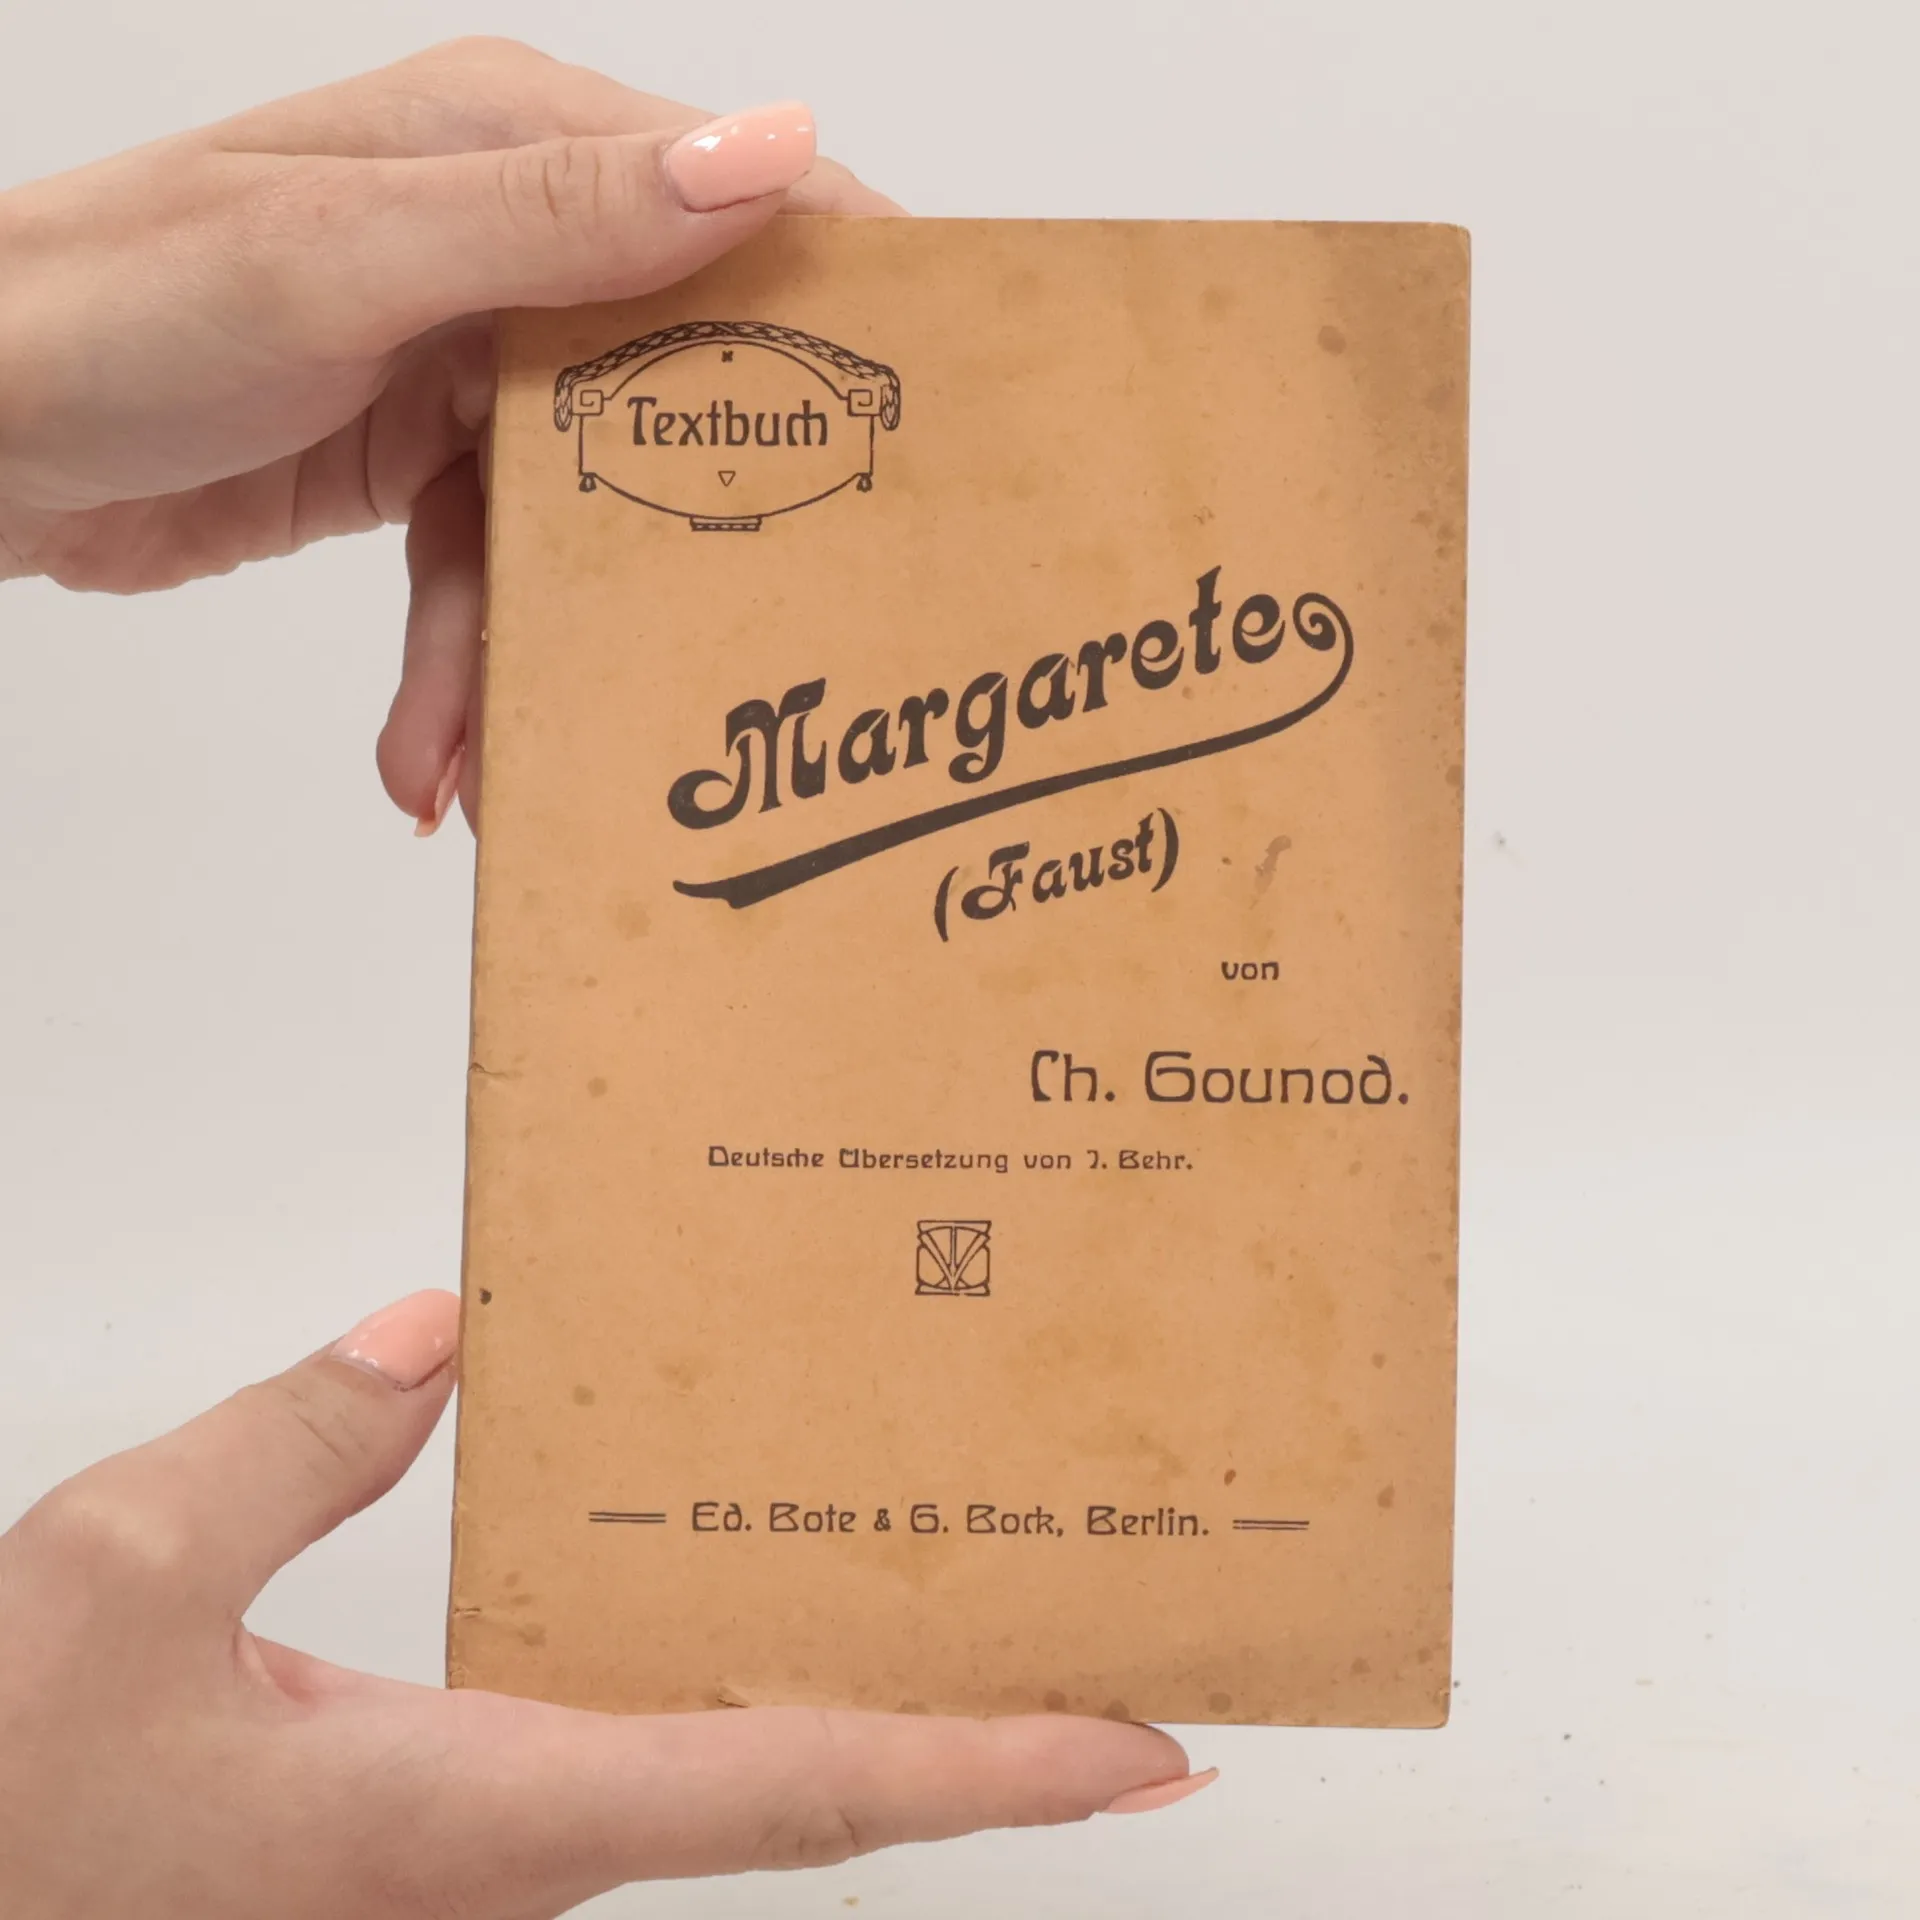 Textbuch
Margarete
(Faust)
von
Ch. Gounod.
Deutsche Übersetzung von J. Behr.
Ed. Bote & G. Bock, Berlin.